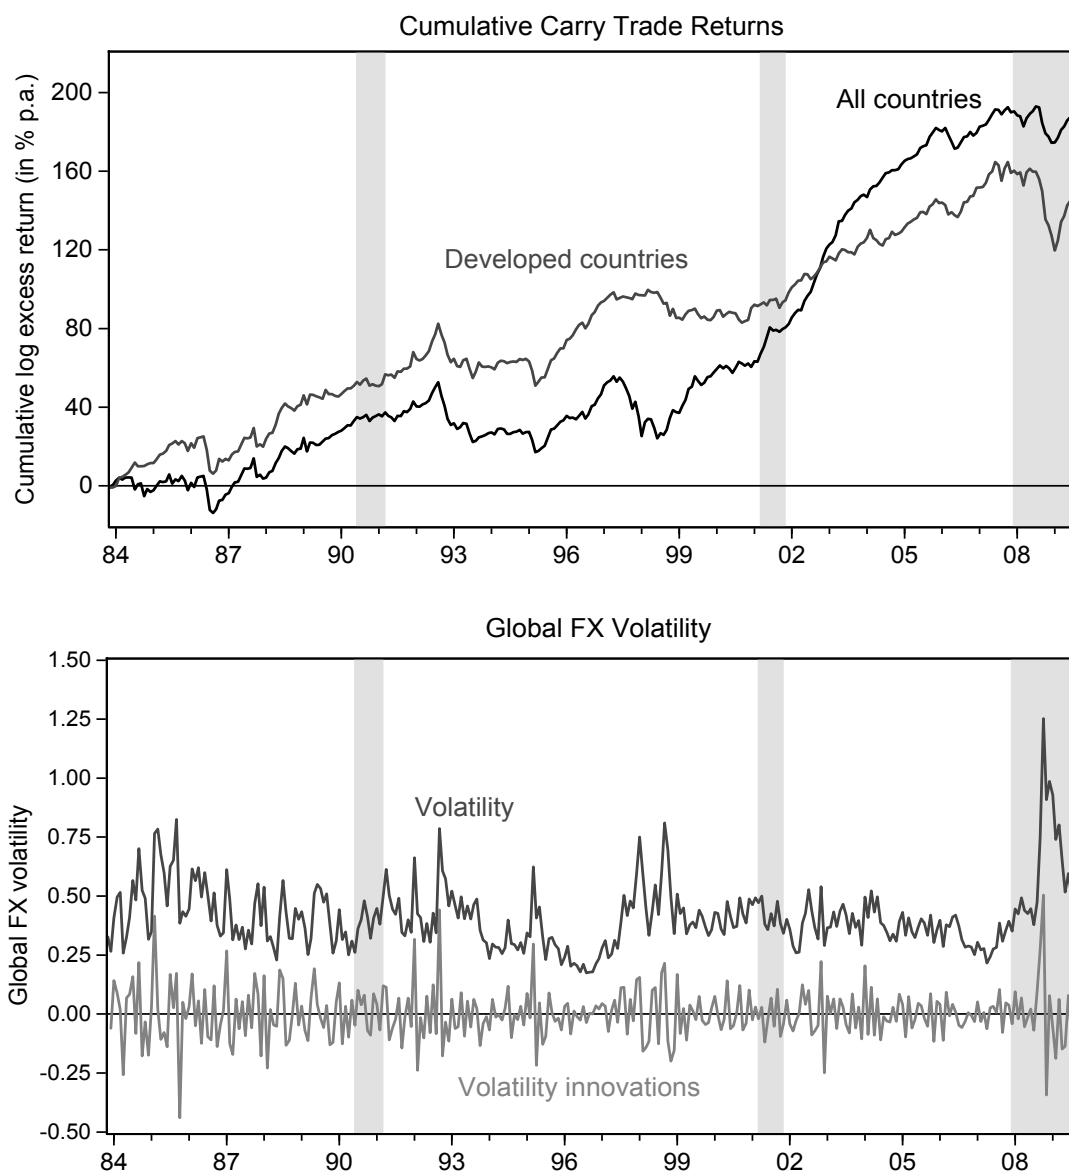 Cumulative Carry Trade Returns
Cumulative log excess return (in % p.a.)
200
160
120
80
40
0
All countries
Developed countries
84 87 90 93 96 99 02 05 08
Global FX Volatility
Global FX volatility
1.50
1.25
1.00
0.75
0.50
0.25
0.00
-0.25
-0.50
Volatility
Volatility innovations
84 87 90 93 96 99 02 05 08